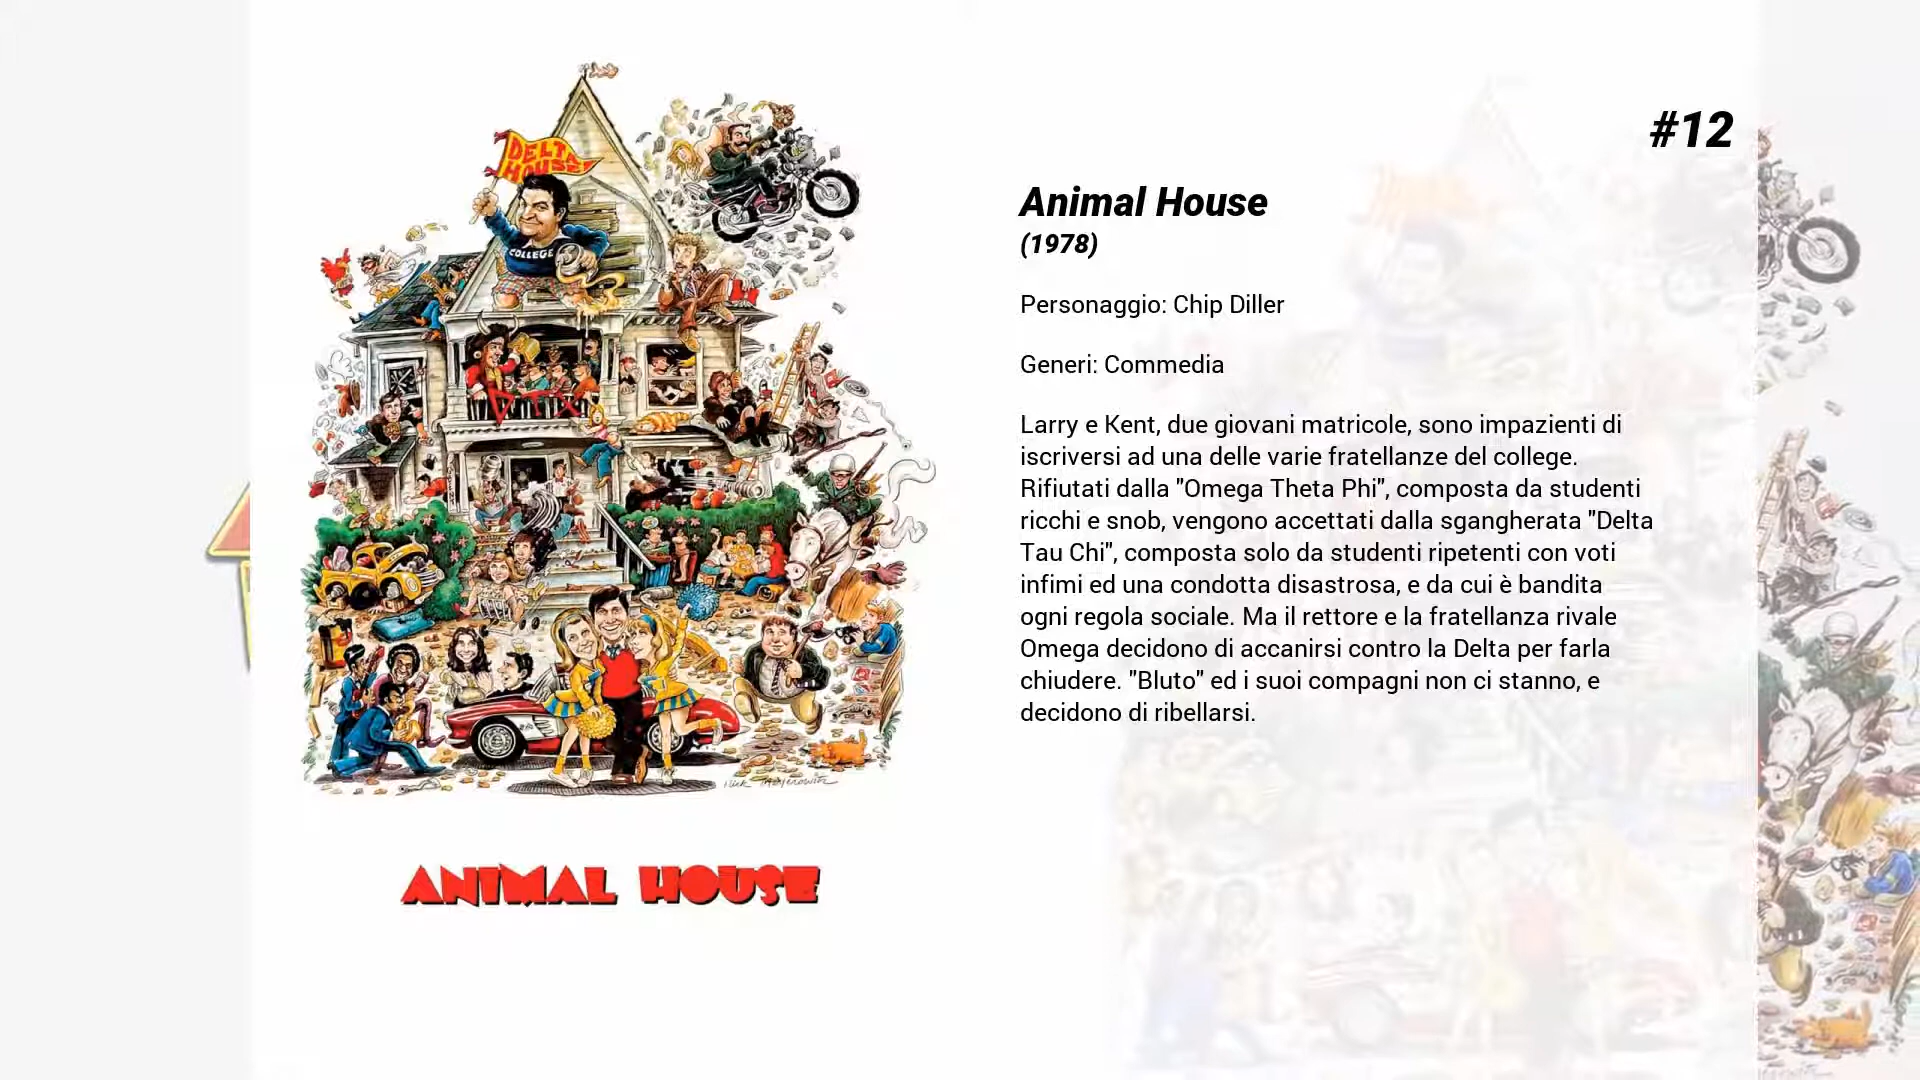 #12
Animal House
(1978)
Personaggio: Chip Diller
Generi: Commedia
Larry e Kent, due giovani matricole, sono impazienti di
iscriversi ad una delle varie fratellanze del college.
Rifiutati dalla "Omega Theta Phi", composta da studenti
ricchi e snob, vengono accettati dalla sgangherata "Delta
Tau Chi", composta solo da studenti ripetenti con voti
infimi ed una condotta disastrosa, e da cui è bandita
ogni regola sociale. Ma il rettore e la fratellanza rivale
Omega decidono di accanirsi contro la Delta per farla
chiudere. "Bluto" ed i suoi compagni non ci stanno, e
decidono di ribellarsi.
DELTA
HOUSE!
COLLEGE
ANIMAL HOUSE